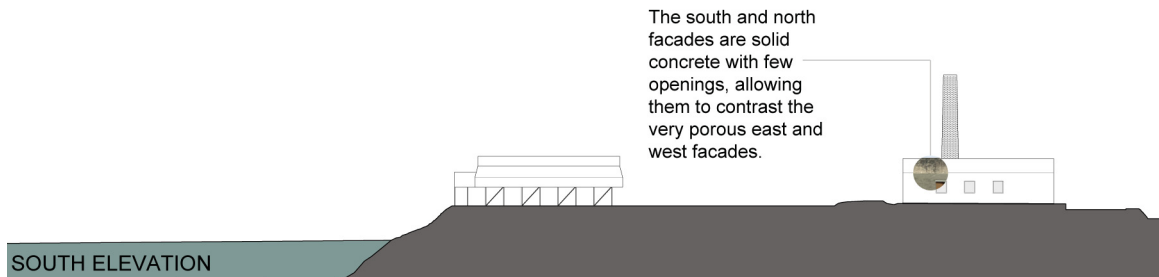 The south and north
facades are solid
concrete with few
openings, allowing
them to contrast the
very porous east and
west facades.
SOUTH ELEVATION